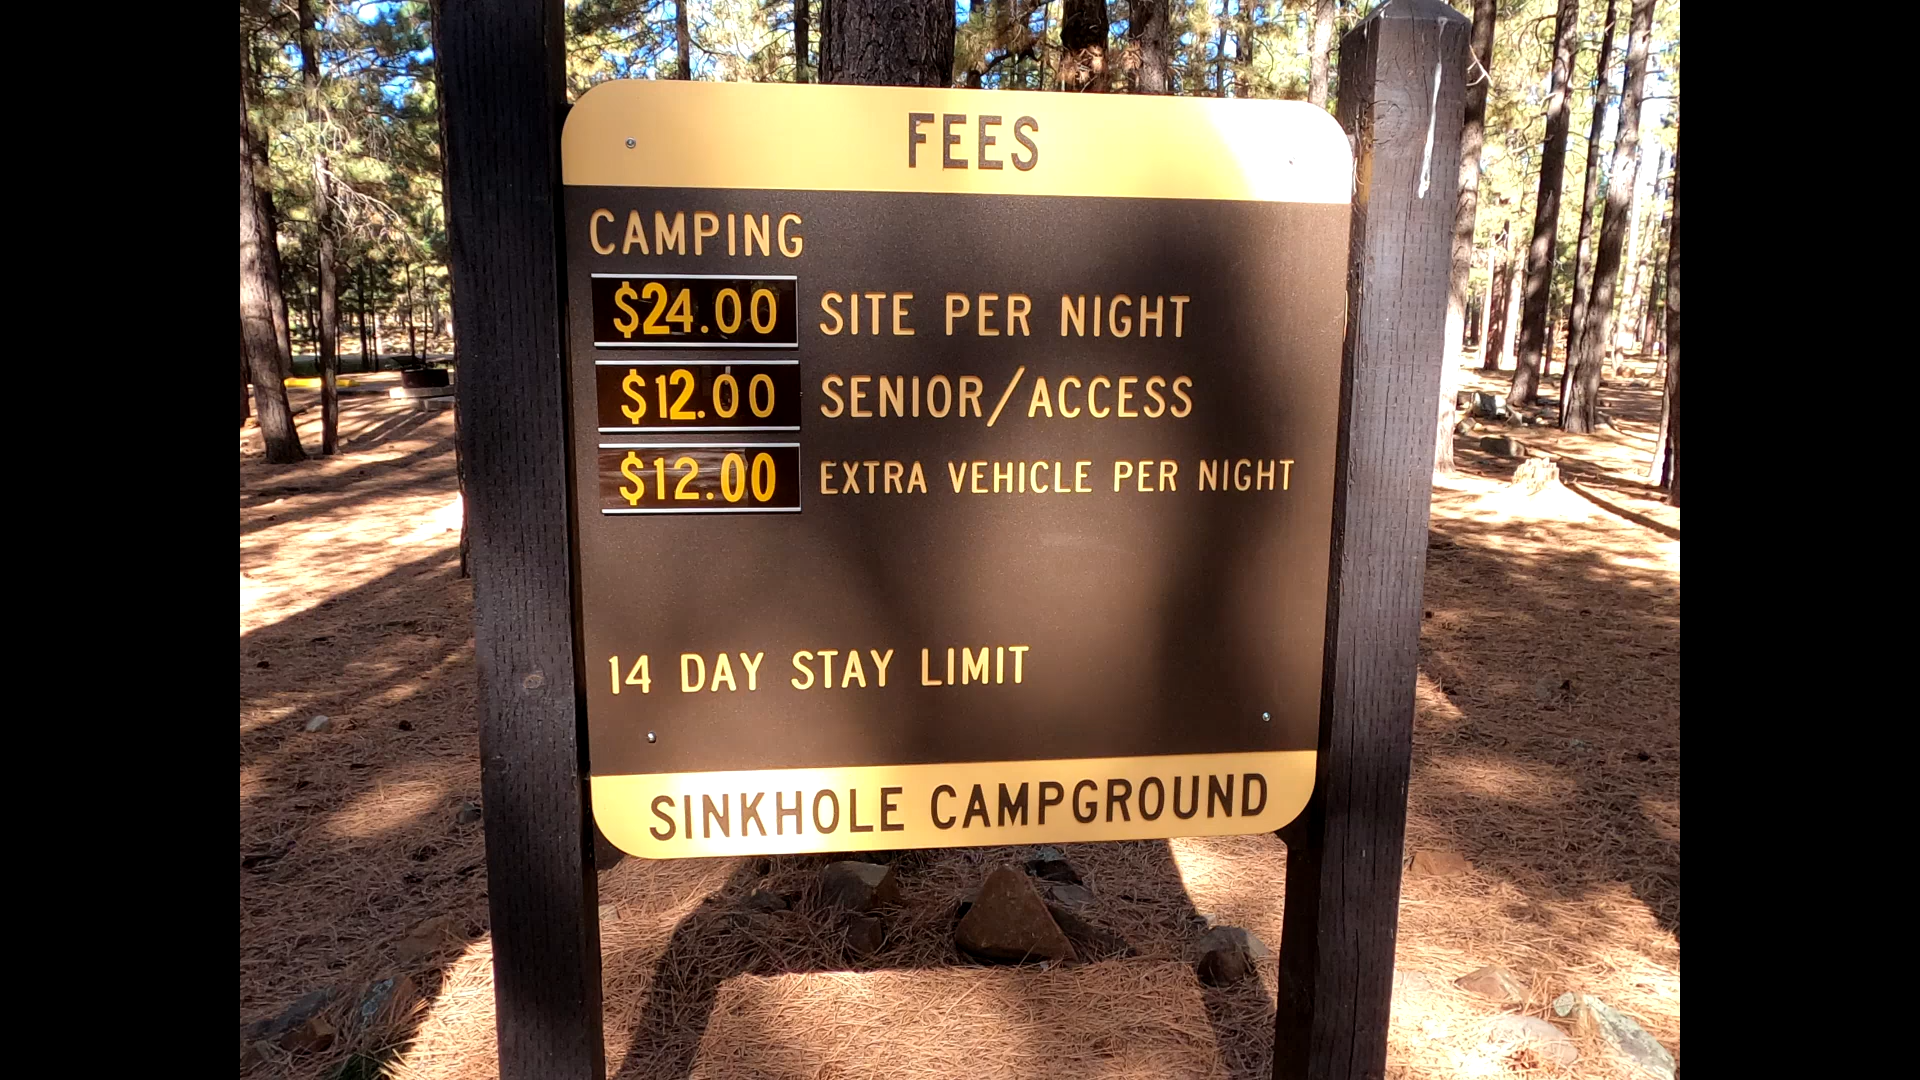 FEES
CAMPING
$24.00 SITE PER NIGHT
$12.00 SENIOR/ACCESS
$12.00 EXTRA VEHICLE PER NIGHT
14 DAY STAY LIMIT
SINKHOLE CAMPGROUND